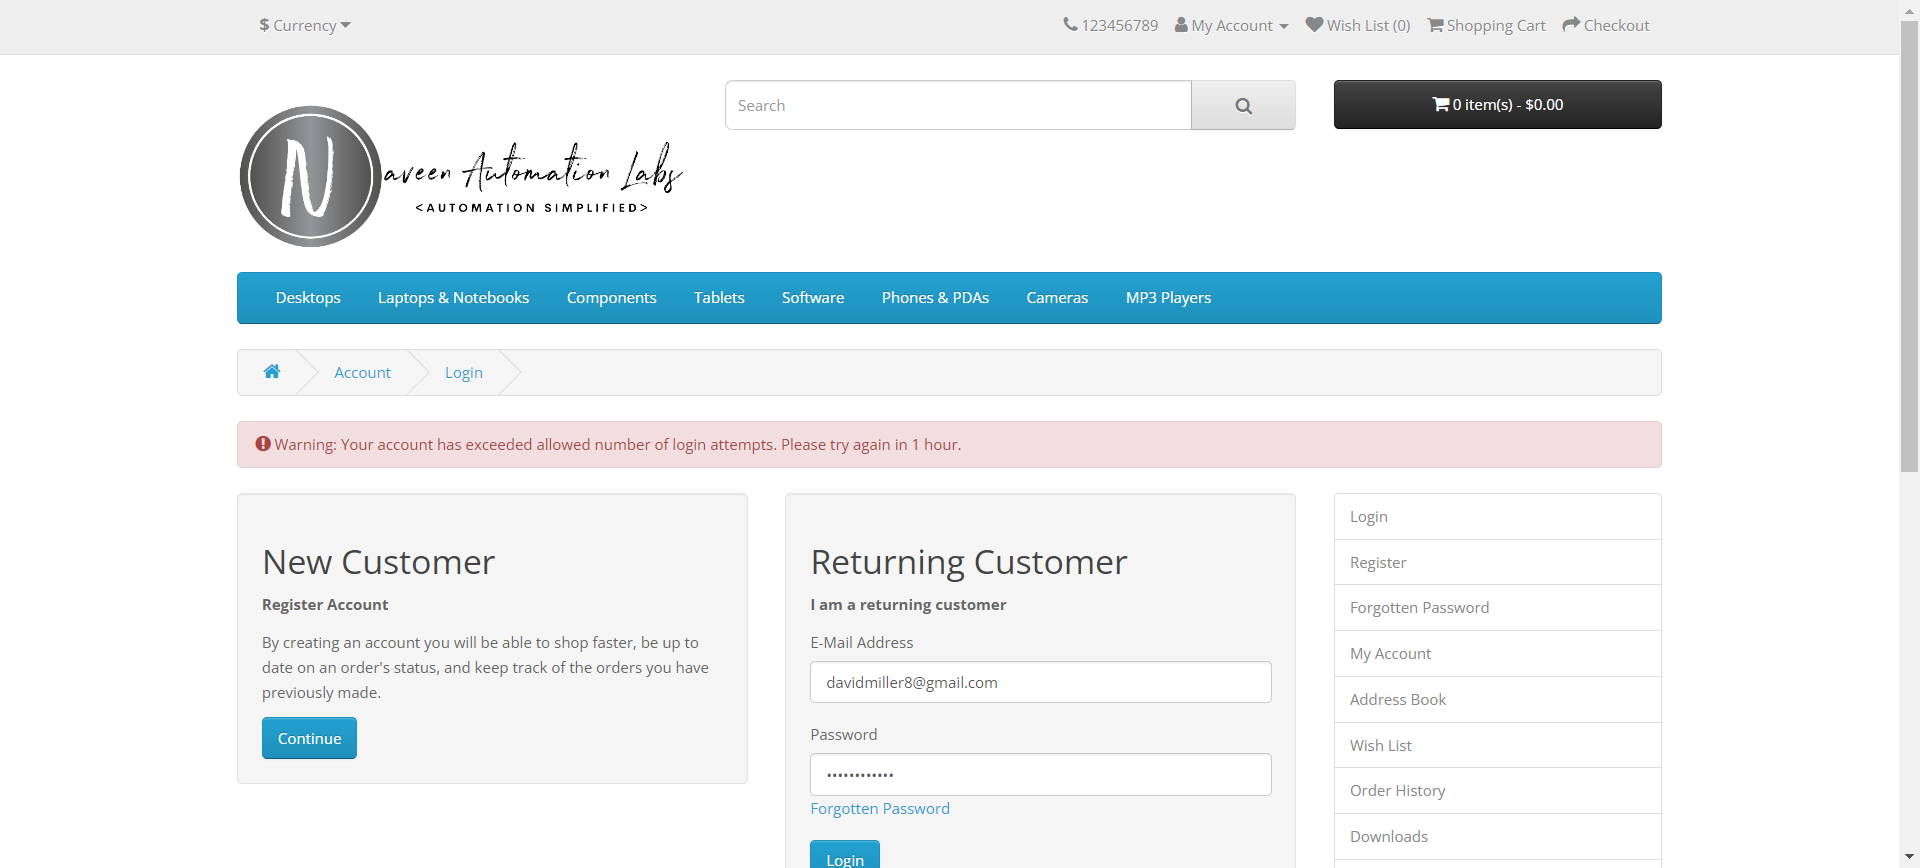 $ Currency
123456789 My Account Wish List (0) Shopping Cart Checkout
Search
0 item(s) - $0.00
N aveen Automation Labs
<AUTOMATION SIMPLIFIED>
Desktops Laptops & Notebooks Components Tablets Software Phones & PDAs Cameras MP3 Players
Account Login
Warning: Your account has exceeded allowed number of login attempts. Please try again in 1 hour.
New Customer
Register Account
By creating an account you will be able to shop faster, be up to
date on an order's status, and keep track of the orders you have
previously made.
Continue
Returning Customer
I am a returning customer
E-Mail Address
davidmiller8@gmail.com
Password
••••••••••••
Forgotten Password
Login
Login
Register
Forgotten Password
My Account
Address Book
Wish List
Order History
Downloads